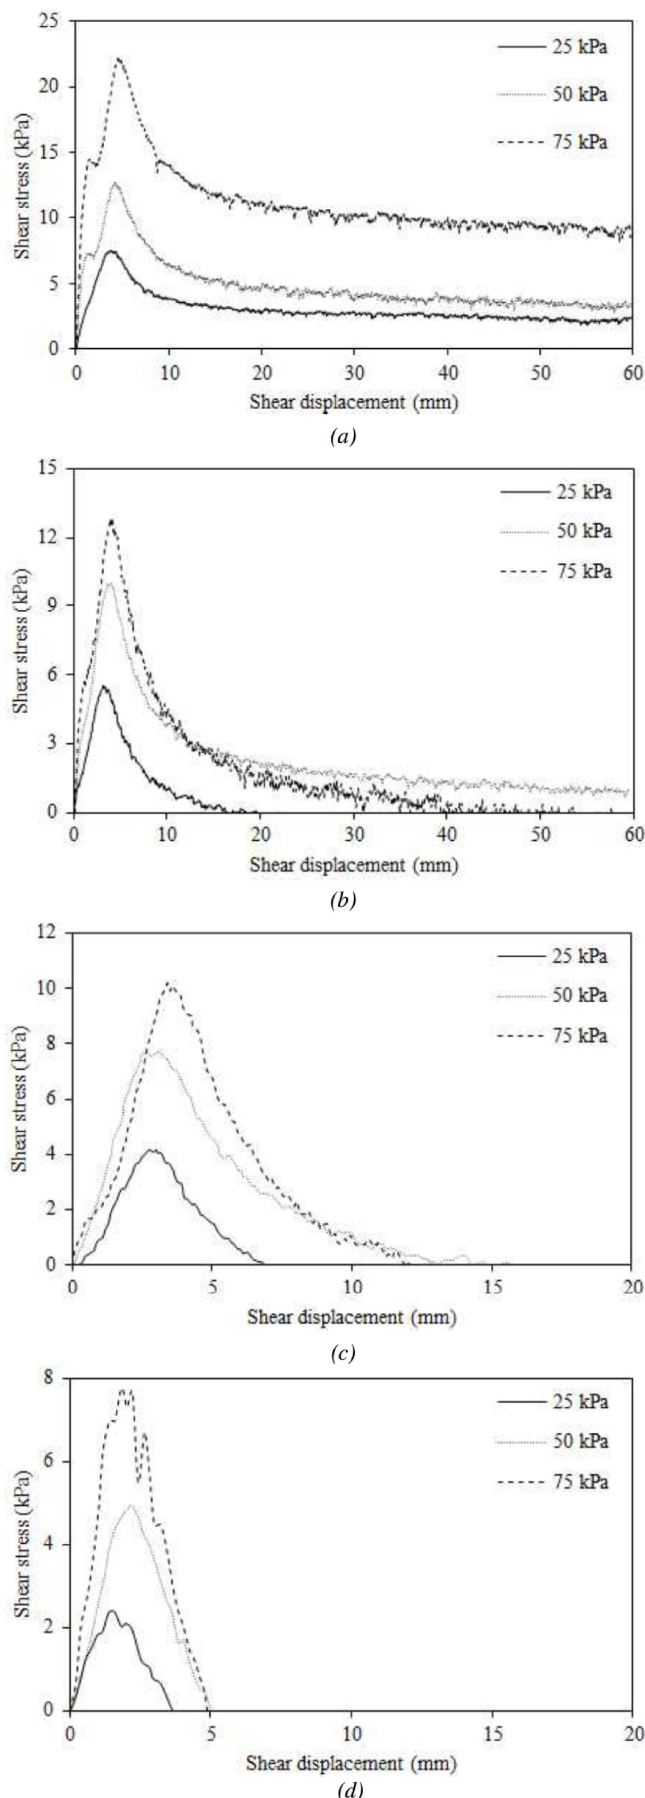 25
20
15
10
5
0
Shear stress (kPa)
25 kPa
50 kPa
75 kPa
0 10 20 30 40 50 60
Shear displacement (mm)
(a)
15
12
9
6
3
0
Shear stress (kPa)
25 kPa
50 kPa
75 kPa
0 10 20 30 40 50 60
Shear displacement (mm)
(b)
12
10
8
6
4
2
0
Shear stress (kPa)
25 kPa
50 kPa
75 kPa
0 5 10 15 20
Shear displacement (mm)
(c)
8
6
4
2
0
Shear stress (kPa)
25 kPa
50 kPa
75 kPa
0 5 10 15 20
Shear displacement (mm)
(d)